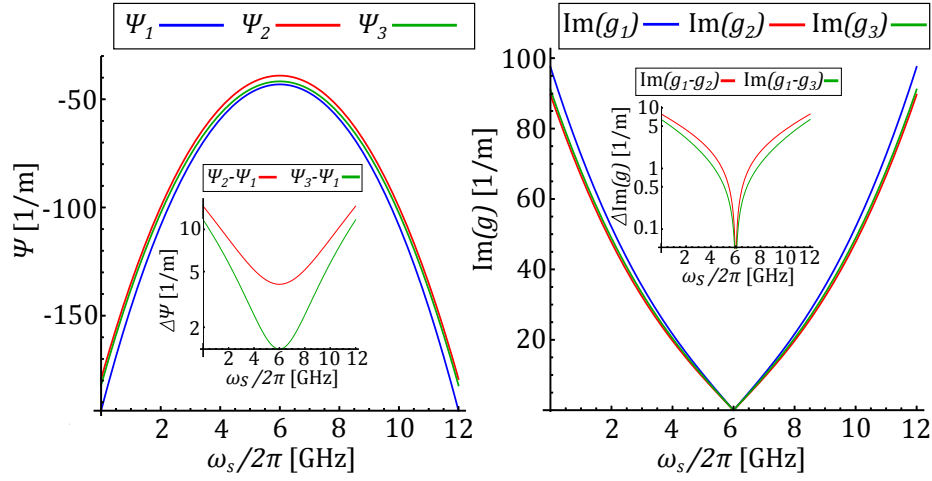 Ψ1 Ψ2 Ψ3
Ψ [1/m]
-50
-100
-150
2 4 6 8 10 12
ωs/2π [GHz]
Ψ2-Ψ1 Ψ3-Ψ1
ΔΨ [1/m]
10
5
2
0 2 4 6 8 10 12
ωs/2π [GHz]
Im(g1) Im(g2) Im(g3)
Im(g) [1/m]
100
80
60
40
20
2 4 6 8 10 12
ωs/2π [GHz]
Im(g1-g2) Im(g1-g3)
ΔIm(g) [1/m]
10
5
1
0.5
0.1
0 2 4 6 8 10 12
ωs/2π [GHz]